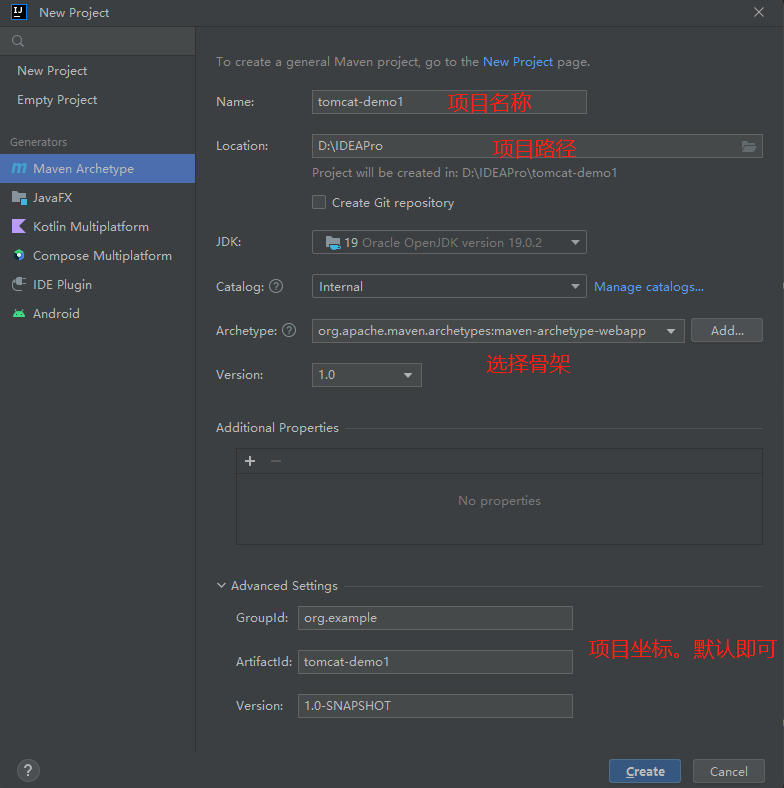 New Project
New Project
Empty Project
Generators
Maven Archetype
JavaFX
Kotlin Multiplatform
Compose Multiplatform
IDE Plugin
Android
To create a general Maven project, go to the New Project page.
Name: tomcat-demo1 项目名称
Location: D:\IDEAPro 项目路径
Project will be created in: D:\IDEAPro\tomcat-demo1
Create Git repository
JDK: 19 Oracle OpenJDK version 19.0.2
Catalog: ? Internal Manage catalogs...
Archetype: ? org.apache.maven.archetypes:maven-archetype-webapp Add...
选择骨架
Version: 1.0
Additional Properties
No properties
Advanced Settings
GroupId: org.example
项目坐标。默认即可
ArtifactId: tomcat-demo1
Version: 1.0-SNAPSHOT
? Create Cancel